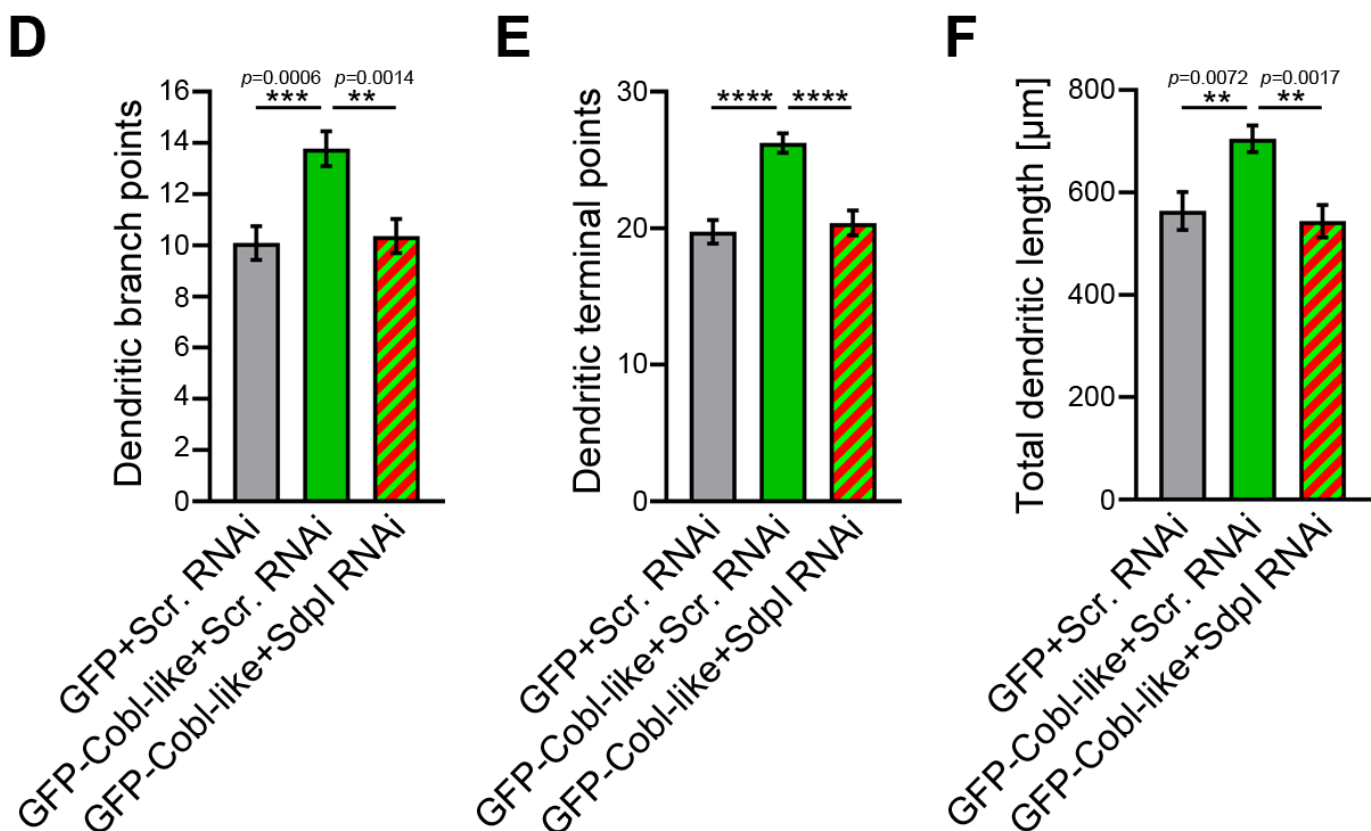 D
Dendritic branch points
p=0.0006 p=0.0014
*** **
16
14
12
10
8
6
4
2
0
GFP+Scr. RNAi
GFP-Cobl-like+Scr. RNAi
GFP-Cobl-like+SdpI RNAi
E
Dendritic terminal points
**** ****
30
20
10
0
GFP+Scr. RNAi
GFP-Cobl-like+Scr. RNAi
GFP-Cobl-like+SdpI RNAi
F
Total dendritic length [µm]
p=0.0072 p=0.0017
** **
800
600
400
200
0
GFP+Scr. RNAi
GFP-Cobl-like+Scr. RNAi
GFP-Cobl-like+SdpI RNAi